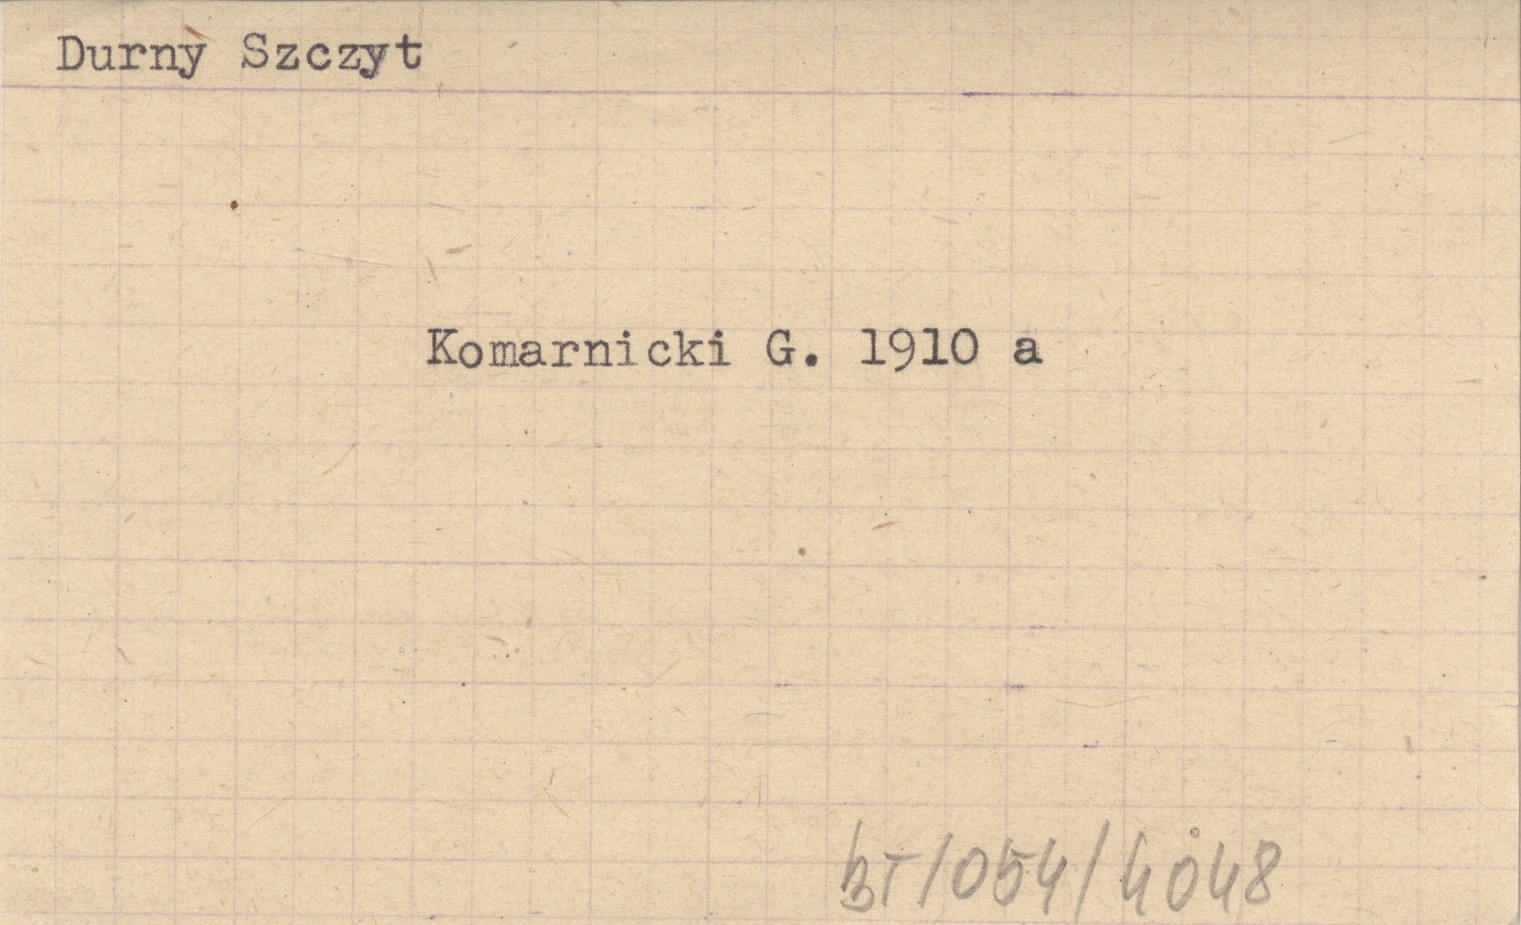 Durny Szczyt
Komarnicki G. 1910 a
BT/054/4048